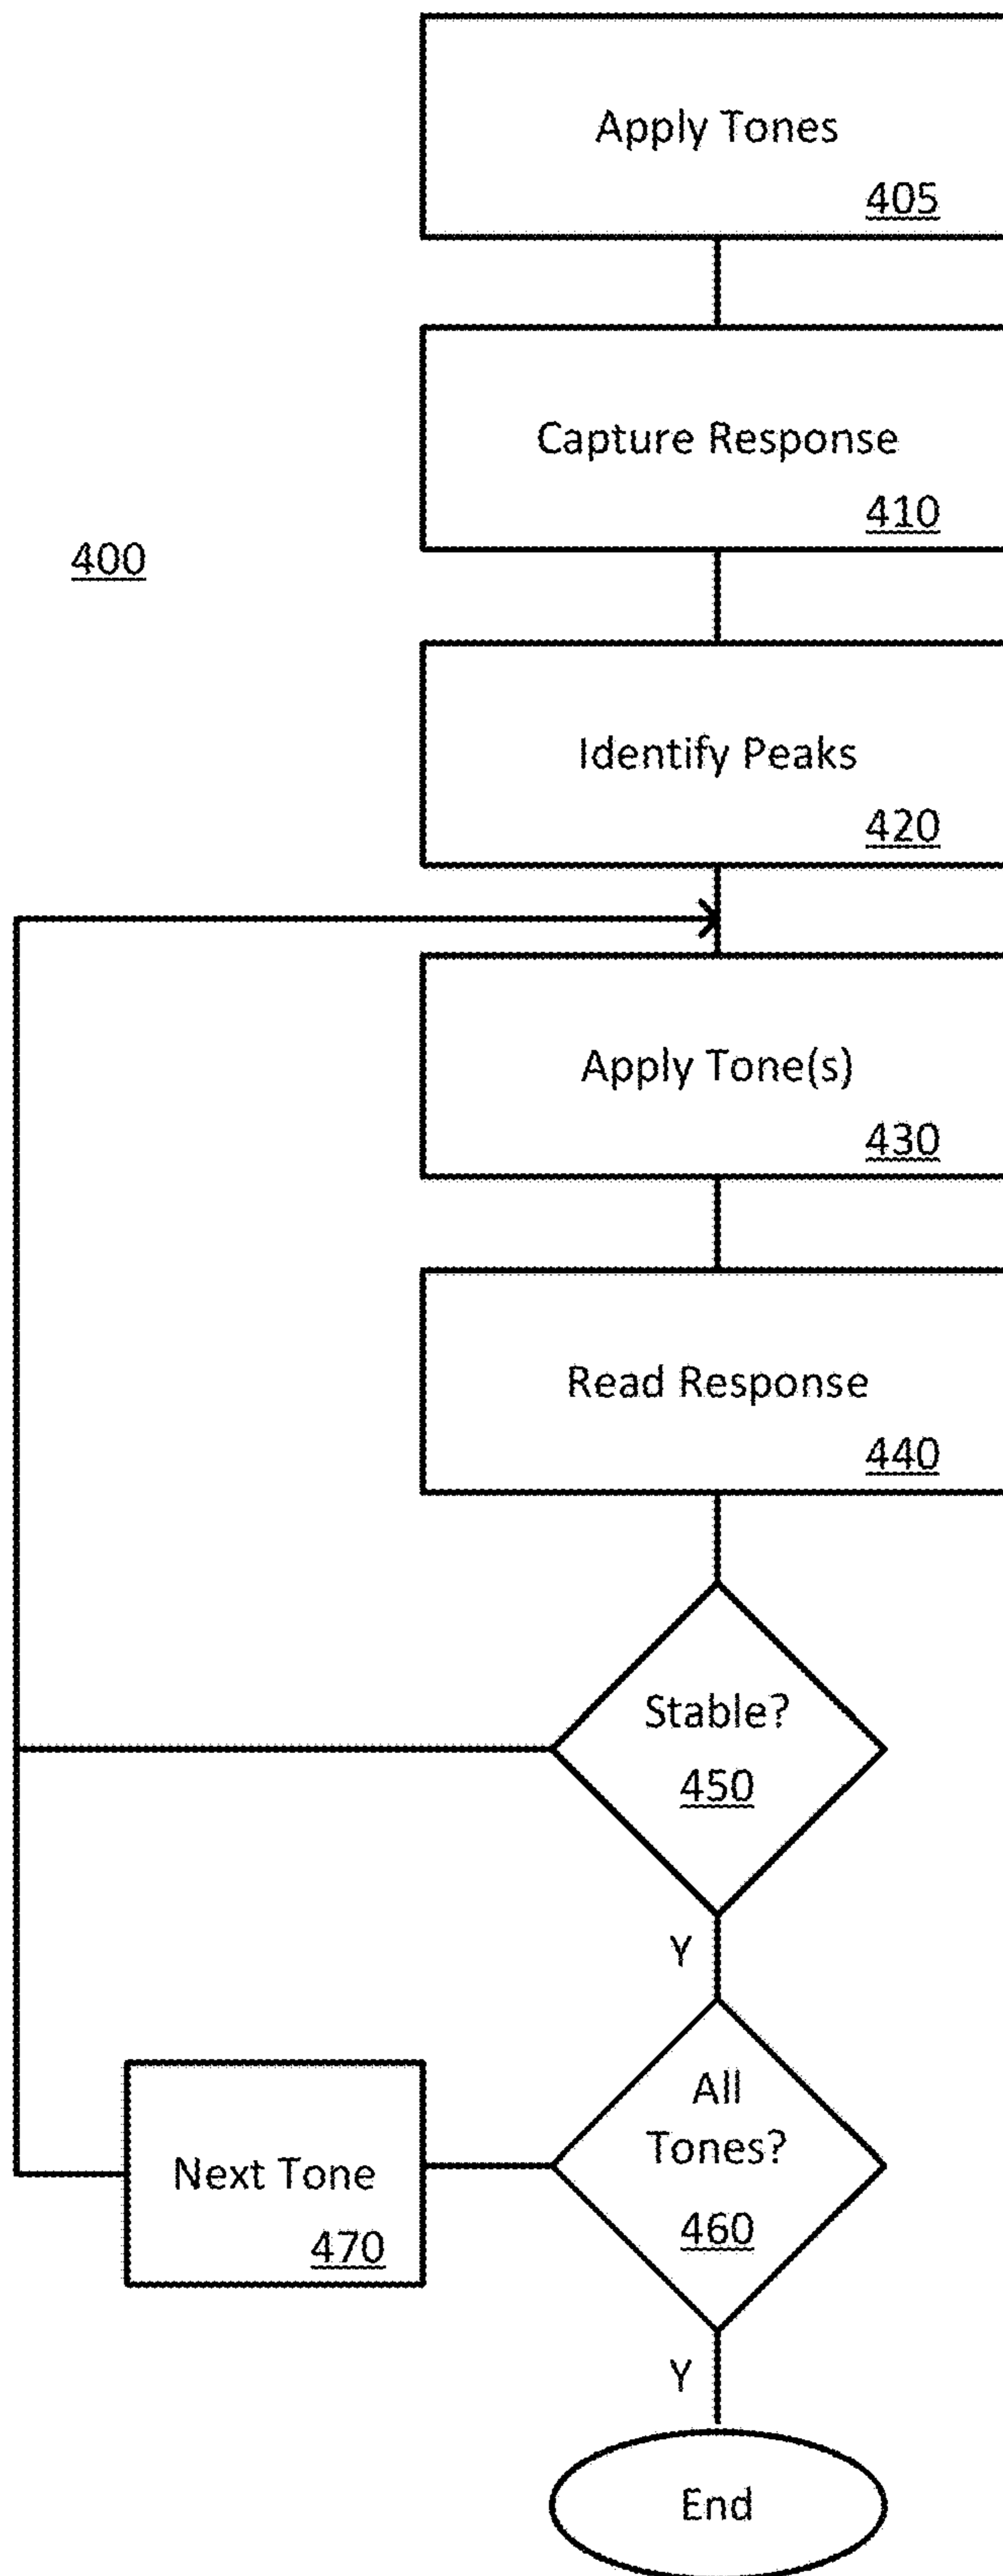 Apply Tones
405
Capture Response
410
400
Identify Peaks
420
Apply Tone(s)
430
Read Response
440
Stable?
450
Y
All
Tones?
460
Next Tone
470
Y
End